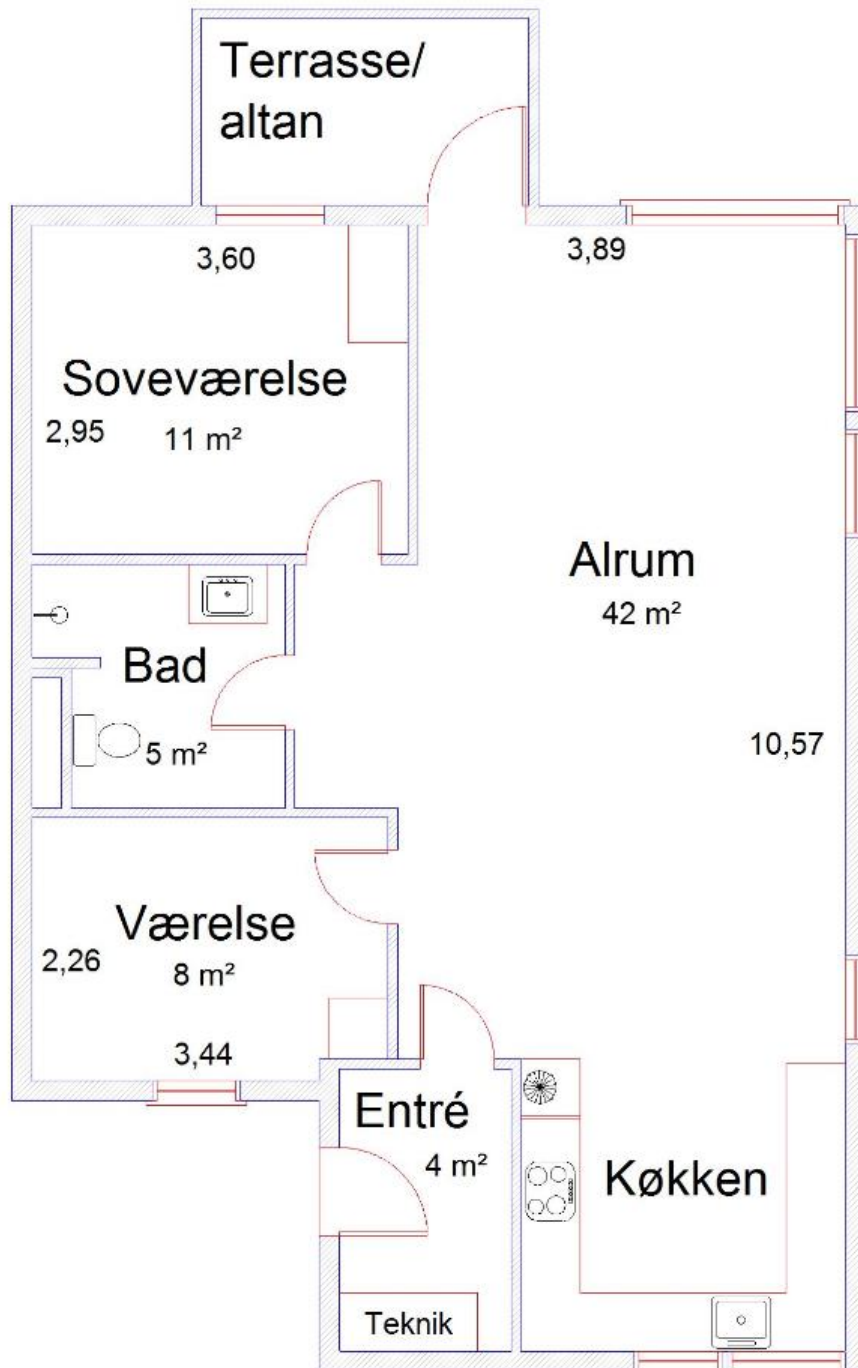 Terrasse/
altan
3,60
3,89
Soveværelse
2,95
11 m²
Alrum
42 m²
Bad
5 m²
10,57
Værelse
2,26
8 m²
3,44
Entré
4 m²
Køkken
Teknik